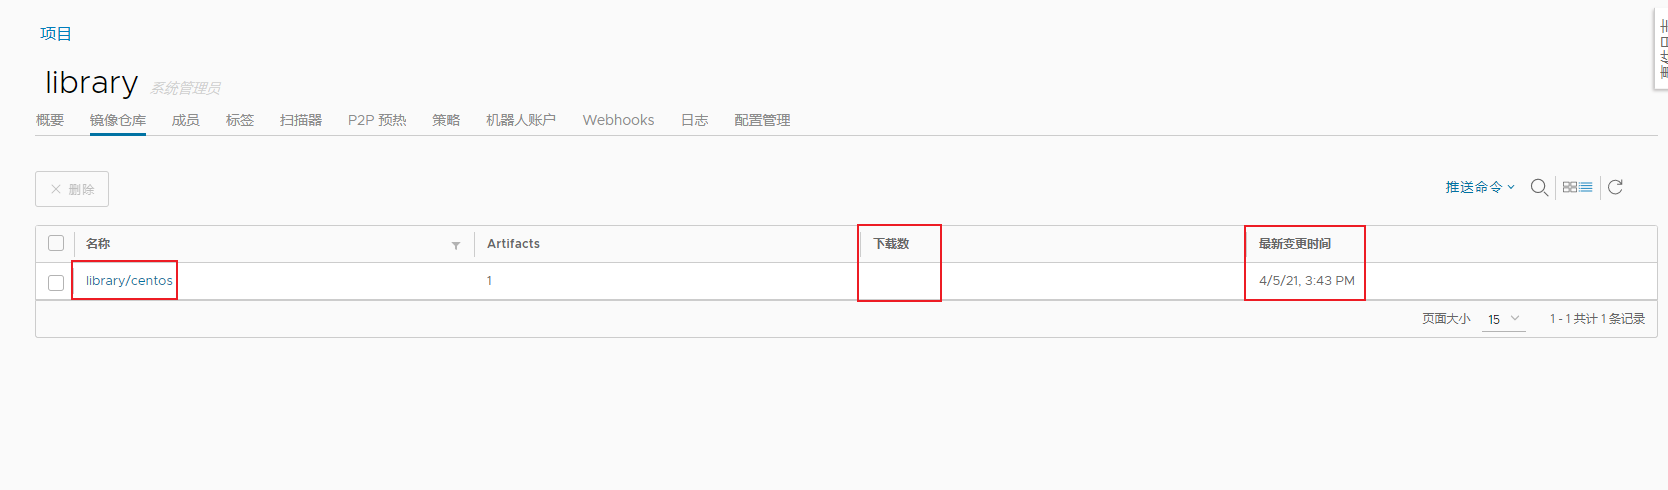 项目
library 系统管理员
概要 镜像仓库 成员 标签 扫描器 P2P 预热 策略 机器人账户 Webhooks 日志 配置管理
× 删除 推送命令
名称 Artifacts 下载数 最新变更时间
library/centos 1 4/5/21, 3:43 PM
页面大小 15 1 - 1 共计 1 条记录